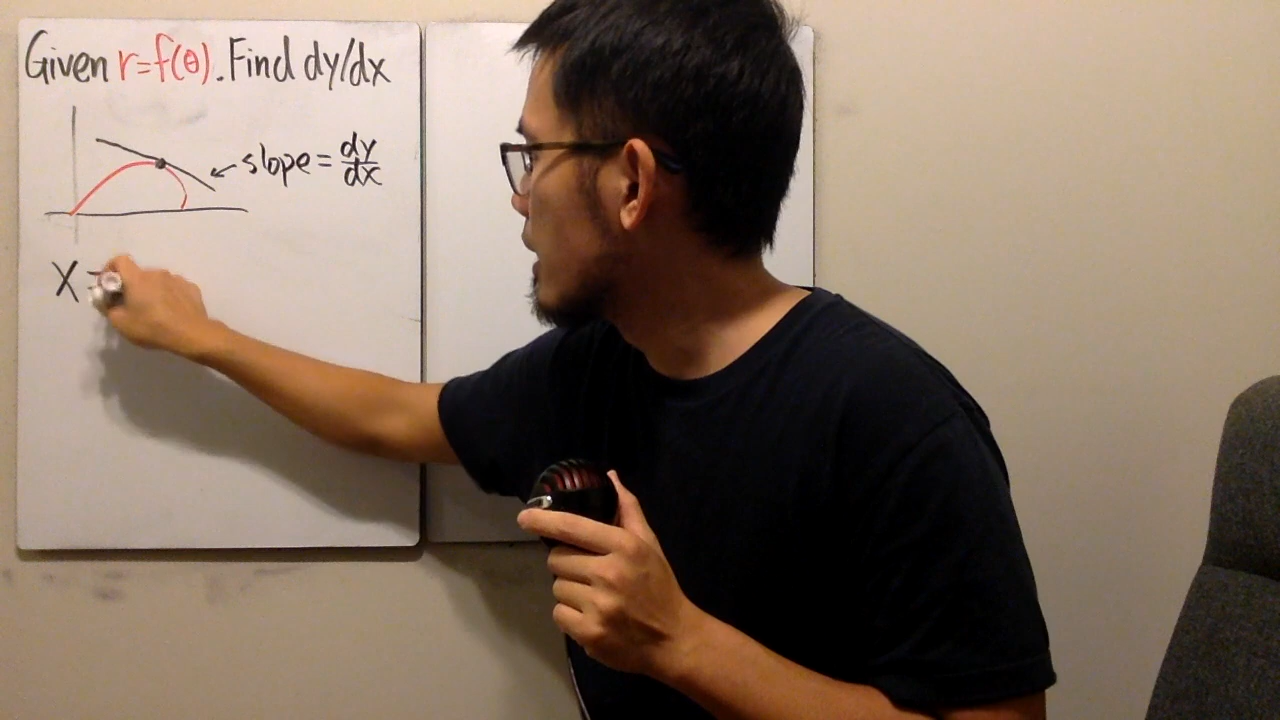 Given r=f(θ). Find dy/dx
slope = dy/dx
x =